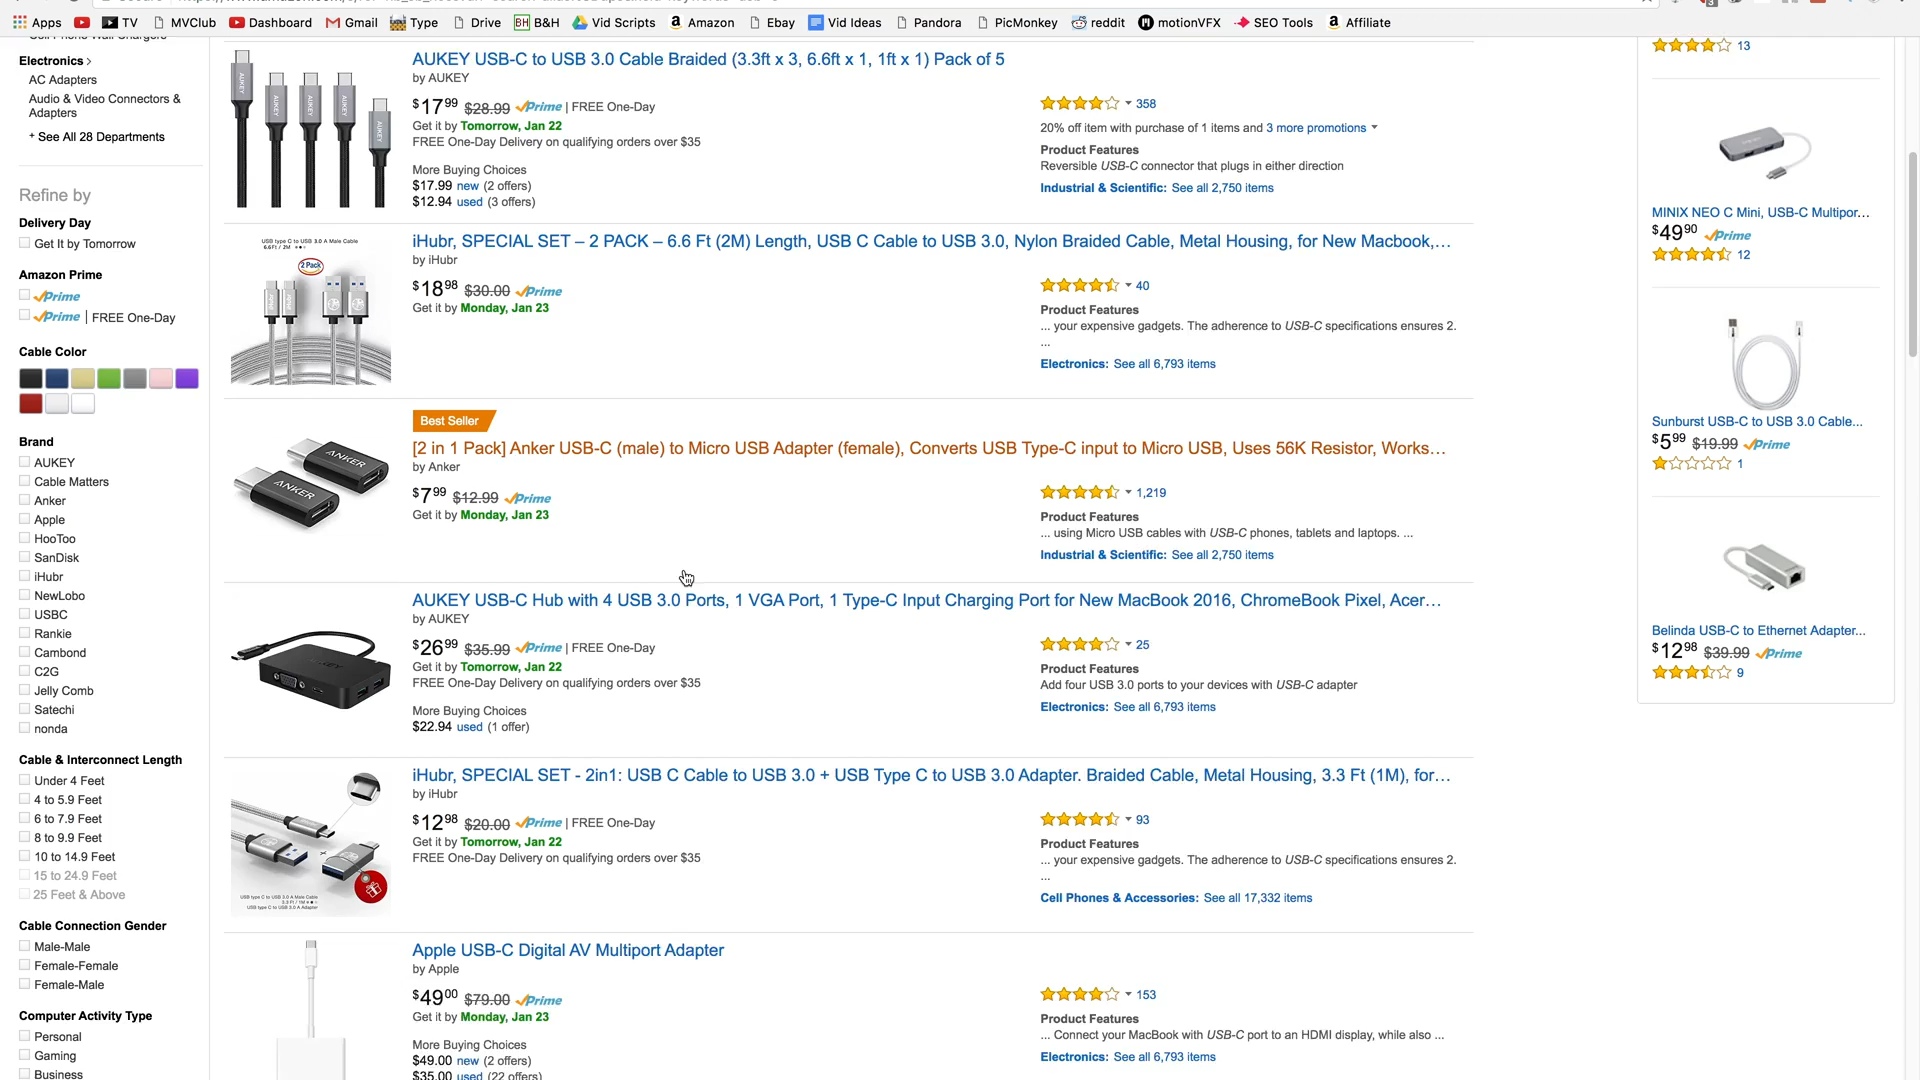 Apps
TV
MVClub
Dashboard
Gmail
Type
Drive
B&H
Vid Scripts
Amazon
Ebay
Vid Ideas
Pandora
PicMonkey
reddit
motionVFX
SEO Tools
Affiliate
Electronics
AC Adapters
Audio & Video Connectors &
Adapters
+ See All 28 Departments
Refine by
Delivery Day
Get It by Tomorrow
Amazon Prime
Prime
Prime | FREE One-Day
Cable Color
Brand
AUKEY
Cable Matters
Anker
Apple
HooToo
SanDisk
iHubr
NewLobo
USBC
Rankie
Cambond
C2G
Jelly Comb
Satechi
nonda
Cable & Interconnect Length
Under 4 Feet
4 to 5.9 Feet
6 to 7.9 Feet
8 to 9.9 Feet
10 to 14.9 Feet
15 to 24.9 Feet
25 Feet & Above
Cable Connection Gender
Male-Male
Female-Female
Female-Male
Computer Activity Type
Personal
Gaming
Business
AUKEY USB-C to USB 3.0 Cable Braided (3.3ft x 3, 6.6ft x 1, 1ft x 1) Pack of 5
by AUKEY
$17.99 $28.99 Prime | FREE One-Day
Get it by Tomorrow, Jan 22
FREE One-Day Delivery on qualifying orders over $35
More Buying Choices
$17.99 new (2 offers)
$12.94 used (3 offers)
358
20% off item with purchase of 1 items and 3 more promotions
Product Features
Reversible USB-C connector that plugs in either direction
Industrial & Scientific: See all 2,750 items
USB type C to USB 3.0 A Male Cable
6.6 Ft / 2M
2 Pack
iHubr, SPECIAL SET – 2 PACK – 6.6 Ft (2M) Length, USB C Cable to USB 3.0, Nylon Braided Cable, Metal Housing, for New Macbook,...
by iHubr
$18.98 $30.00 Prime
Get it by Monday, Jan 23
40
Product Features
... your expensive gadgets. The adherence to USB-C specifications ensures 2.
...
Electronics: See all 6,793 items
Best Seller
ANKER
ANKER
[2 in 1 Pack] Anker USB-C (male) to Micro USB Adapter (female), Converts USB Type-C input to Micro USB, Uses 56K Resistor, Works...
by Anker
$7.99 $12.99 Prime
Get it by Monday, Jan 23
1,219
Product Features
... using Micro USB cables with USB-C phones, tablets and laptops. ...
Industrial & Scientific: See all 2,750 items
AUKEY USB-C Hub with 4 USB 3.0 Ports, 1 VGA Port, 1 Type-C Input Charging Port for New MacBook 2016, ChromeBook Pixel, Acer...
by AUKEY
$26.99 $35.99 Prime | FREE One-Day
Get it by Tomorrow, Jan 22
FREE One-Day Delivery on qualifying orders over $35
More Buying Choices
$22.94 used (1 offer)
25
Product Features
Add four USB 3.0 ports to your devices with USB-C adapter
Electronics: See all 6,793 items
iHubr, SPECIAL SET - 2in1: USB C Cable to USB 3.0 + USB Type C to USB 3.0 Adapter. Braided Cable, Metal Housing, 3.3 Ft (1M), for...
by iHubr
$12.98 $20.00 Prime | FREE One-Day
Get it by Tomorrow, Jan 22
FREE One-Day Delivery on qualifying orders over $35
93
Product Features
... your expensive gadgets. The adherence to USB-C specifications ensures 2.
...
Cell Phones & Accessories: See all 17,332 items
USB type C to USB 3.0 A Male Cable
3.3 Ft / 1M
USB type C to USB 3.0 A Adapter
Apple USB-C Digital AV Multiport Adapter
by Apple
$49.00 $79.00 Prime
Get it by Monday, Jan 23
More Buying Choices
$49.00 new (2 offers)
$35.00 used (22 offers)
153
Product Features
... Connect your MacBook with USB-C port to an HDMI display, while also ...
Electronics: See all 6,793 items
13
MINIX NEO C Mini, USB-C Multipor...
$49.90 Prime
12
Sunburst USB-C to USB 3.0 Cable...
$5.99 $19.99 Prime
1
Belinda USB-C to Ethernet Adapter...
$12.98 $39.99 Prime
9